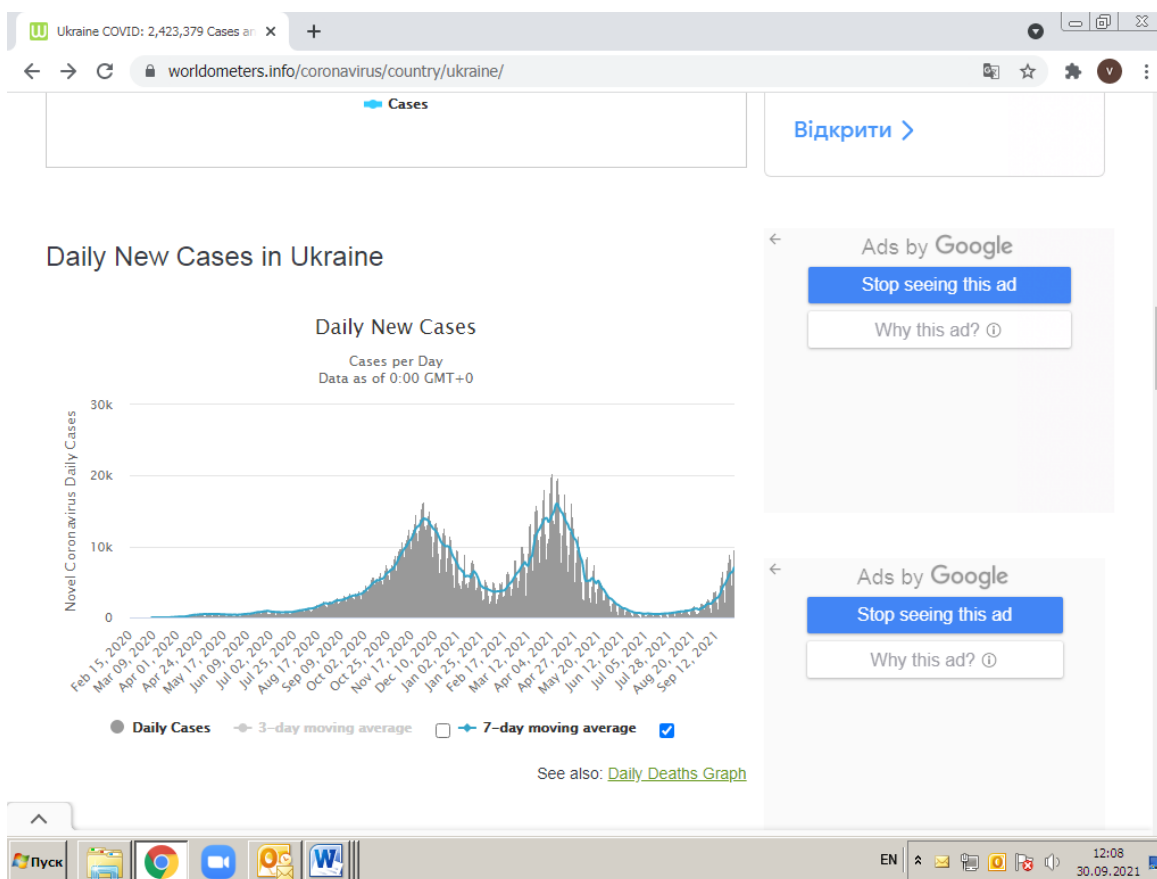 Ukraine COVID: 2,423,379 Cases an
worldometers.info/coronavirus/country/ukraine/
V
Cases
Відкрити
Daily New Cases in Ukraine
Ads by Google
Stop seeing this ad
Why this ad?
Daily New Cases
Cases per Day
Data as of 0:00 GMT+0
Novel Coronavirus Daily Cases
30k
20k
10k
0
Feb 15, 2020
Mar 09, 2020
Apr 01, 2020
Apr 24, 2020
May 17, 2020
Jun 09, 2020
Jul 02, 2020
Jul 25, 2020
Aug 17, 2020
Sep 09, 2020
Oct 02, 2020
Oct 25, 2020
Nov 17, 2020
Dec 10, 2020
Jan 02, 2021
Jan 25, 2021
Feb 17, 2021
Mar 12, 2021
Apr 04, 2021
Apr 27, 2021
May 20, 2021
Jun 12, 2021
Jul 05, 2021
Jul 28, 2021
Aug 20, 2021
Sep 12, 2021
Daily Cases 3-day moving average 7-day moving average
See also: Daily Deaths Graph
Ads by Google
Stop seeing this ad
Why this ad?
Пуск
EN
12:08
30.09.2021